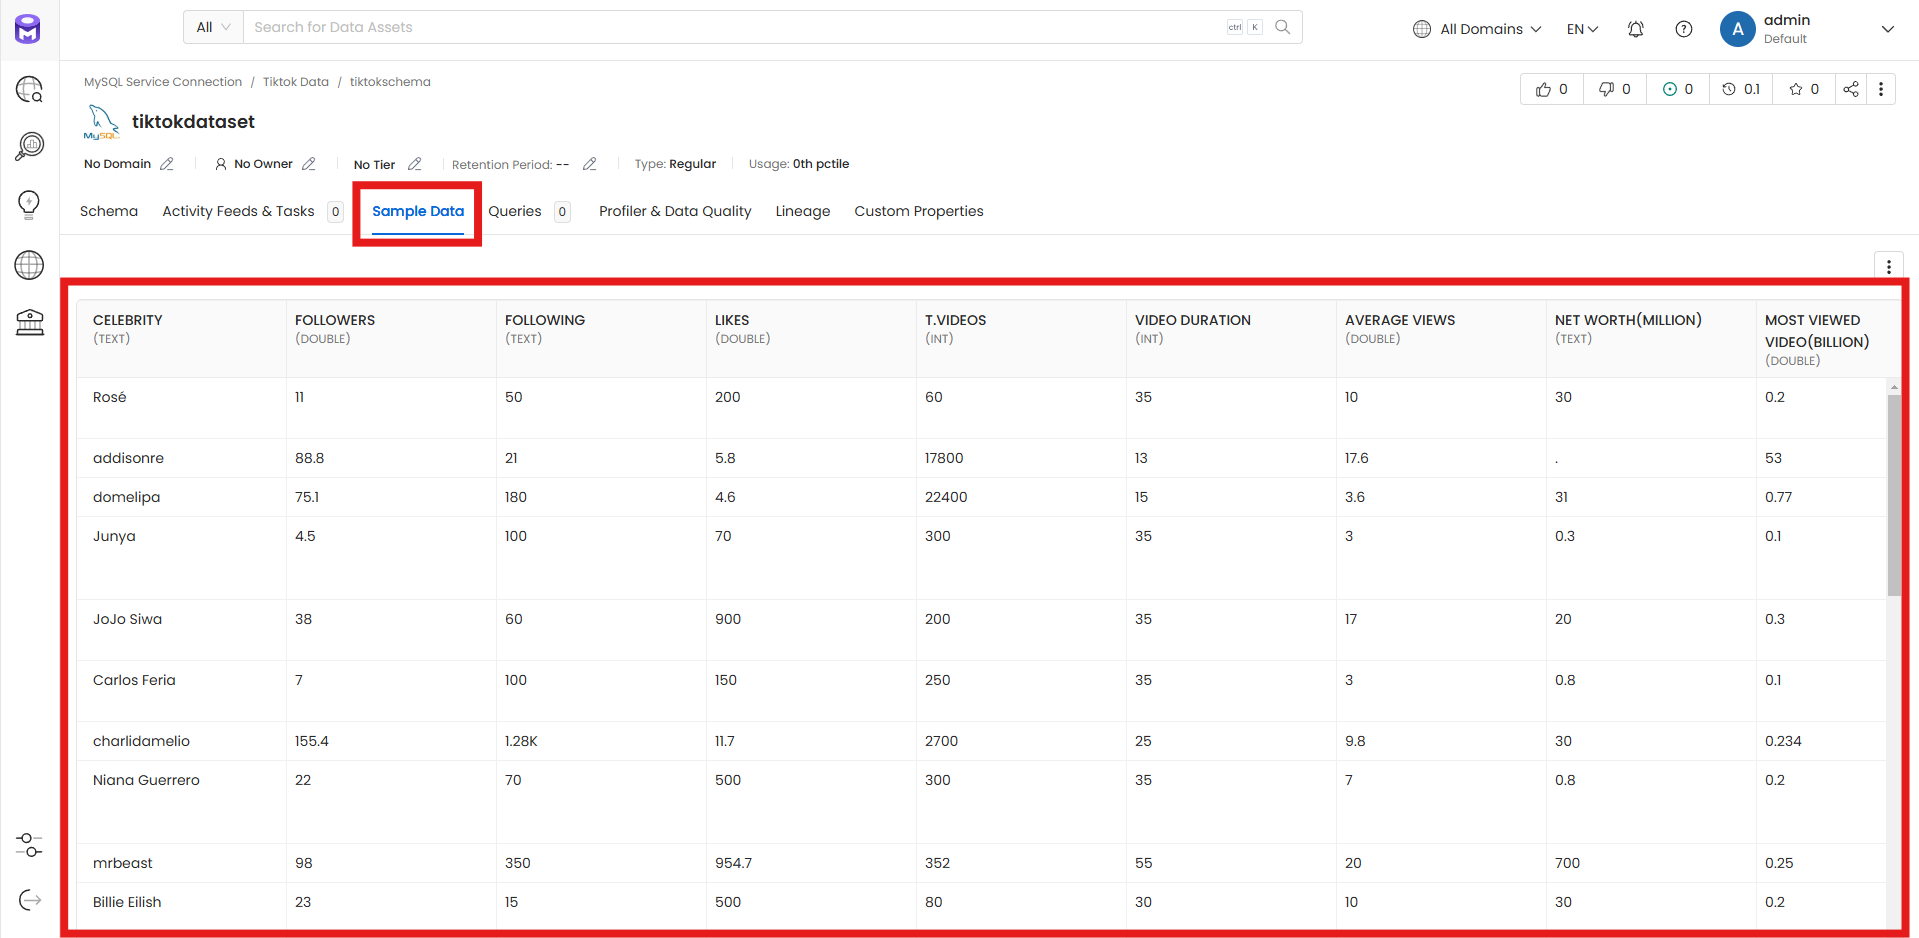 All Search for Data Assets ctrl K All Domains EN ? A admin
Default
MySQL Service Connection / Tiktok Data / tiktokschema
0 0 0 0.1 0
MySQL tiktokdataset
No Domain No Owner No Tier Retention Period: -- Type: Regular Usage: 0th pctile
Schema Activity Feeds & Tasks 0 Sample Data Queries 0 Profiler & Data Quality Lineage Custom Properties
CELEBRITY FOLLOWERS FOLLOWING LIKES T.VIDEOS VIDEO DURATION AVERAGE VIEWS NET WORTH(MILLION) MOST VIEWED VIDEO(BILLION)
(TEXT) (DOUBLE) (TEXT) (DOUBLE) (INT) (INT) (DOUBLE) (TEXT) (DOUBLE)
Rosé 11 50 200 60 35 10 30 0.2
addisonre 88.8 21 5.8 17800 13 17.6 . 53
domelipa 75.1 180 4.6 22400 15 3.6 31 0.77
Junya 4.5 100 70 300 35 3 0.3 0.1
JoJo Siwa 38 60 900 200 35 17 20 0.3
Carlos Feria 7 100 150 250 35 3 0.8 0.1
charlidamelio 155.4 1.28K 11.7 2700 25 9.8 30 0.234
Niana Guerrero 22 70 500 300 35 7 0.8 0.2
mrbeast 98 350 954.7 352 55 20 700 0.25
Billie Eilish 23 15 500 80 30 10 30 0.2